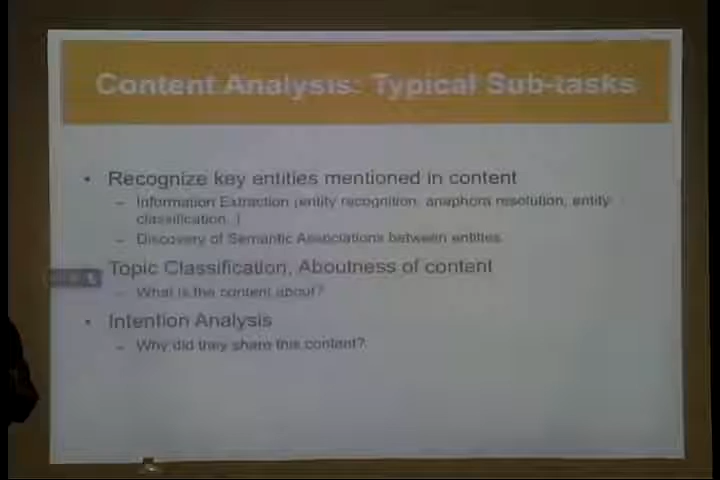 Content Analysis: Typical Sub-tasks
• Recognize key entities mentioned in content
– Information Extraction (entity recognition, anaphora resolution, entity
classification..)
– Discovery of Semantic Associations between entities
Topic Classification, Aboutness of content
– What is the content about?
• Intention Analysis
– Why did they share this content?